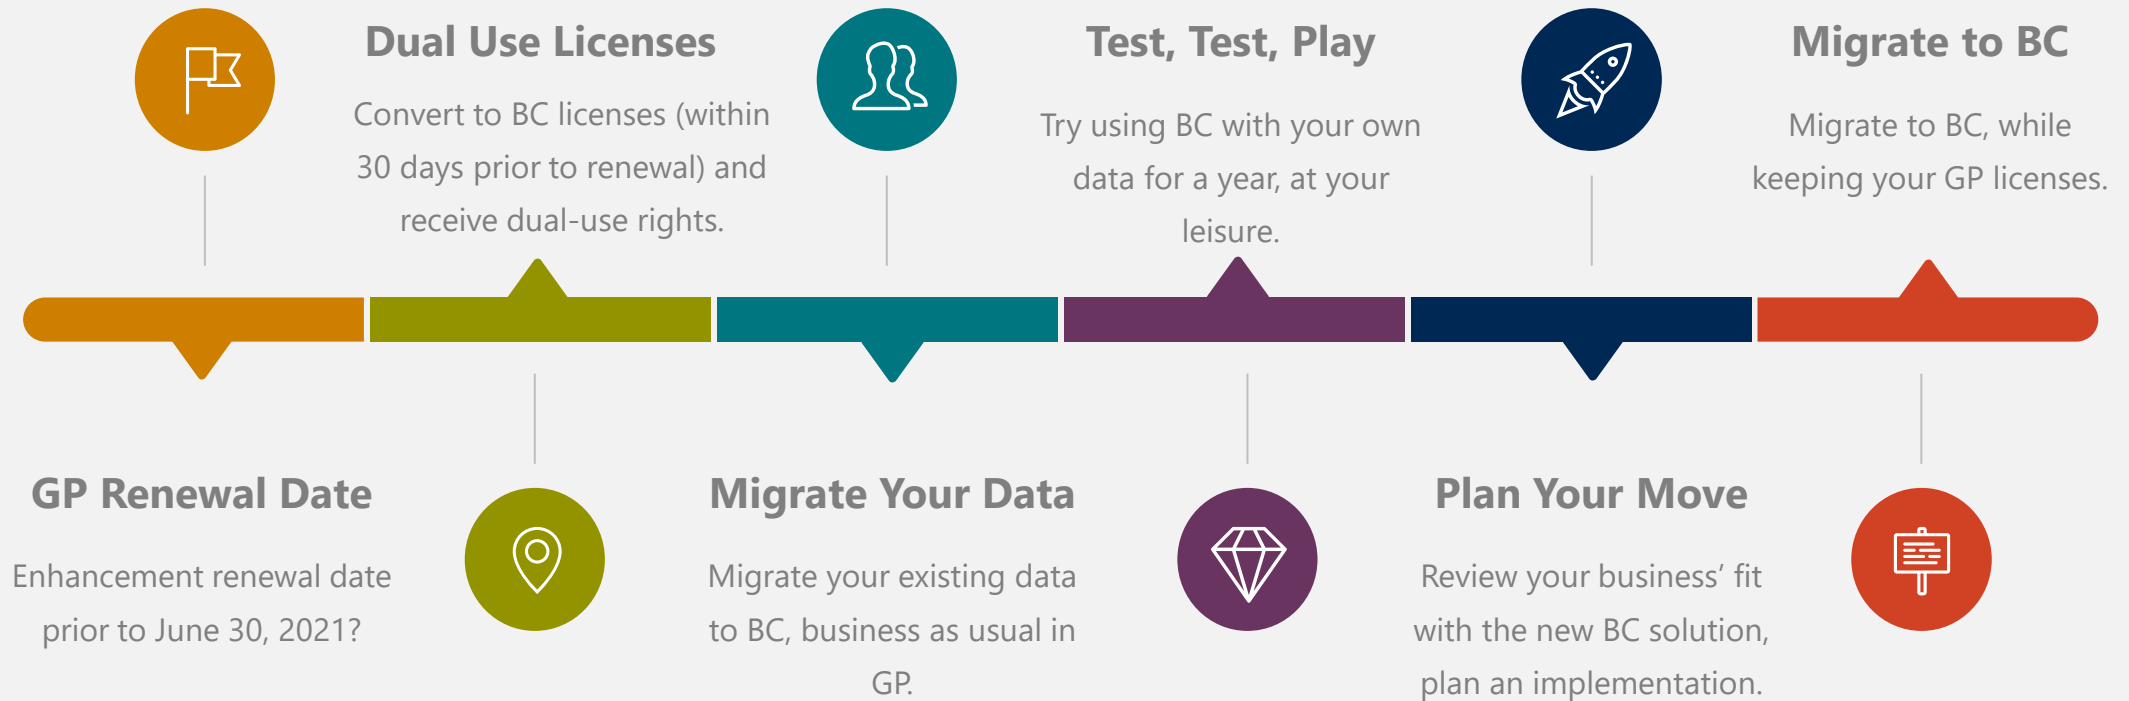 GP Renewal Date
Enhancement renewal date
prior to June 30, 2021?
Dual Use Licenses
Convert to BC licenses (within
30 days prior to renewal) and
receive dual-use rights.
Migrate Your Data
Migrate your existing data
to BC, business as usual in
GP.
Test, Test, Play
Try using BC with your own
data for a year, at your
leisure.
Plan Your Move
Review your business’ fit
with the new BC solution,
plan an implementation.
Migrate to BC
Migrate to BC, while
keeping your GP licenses.